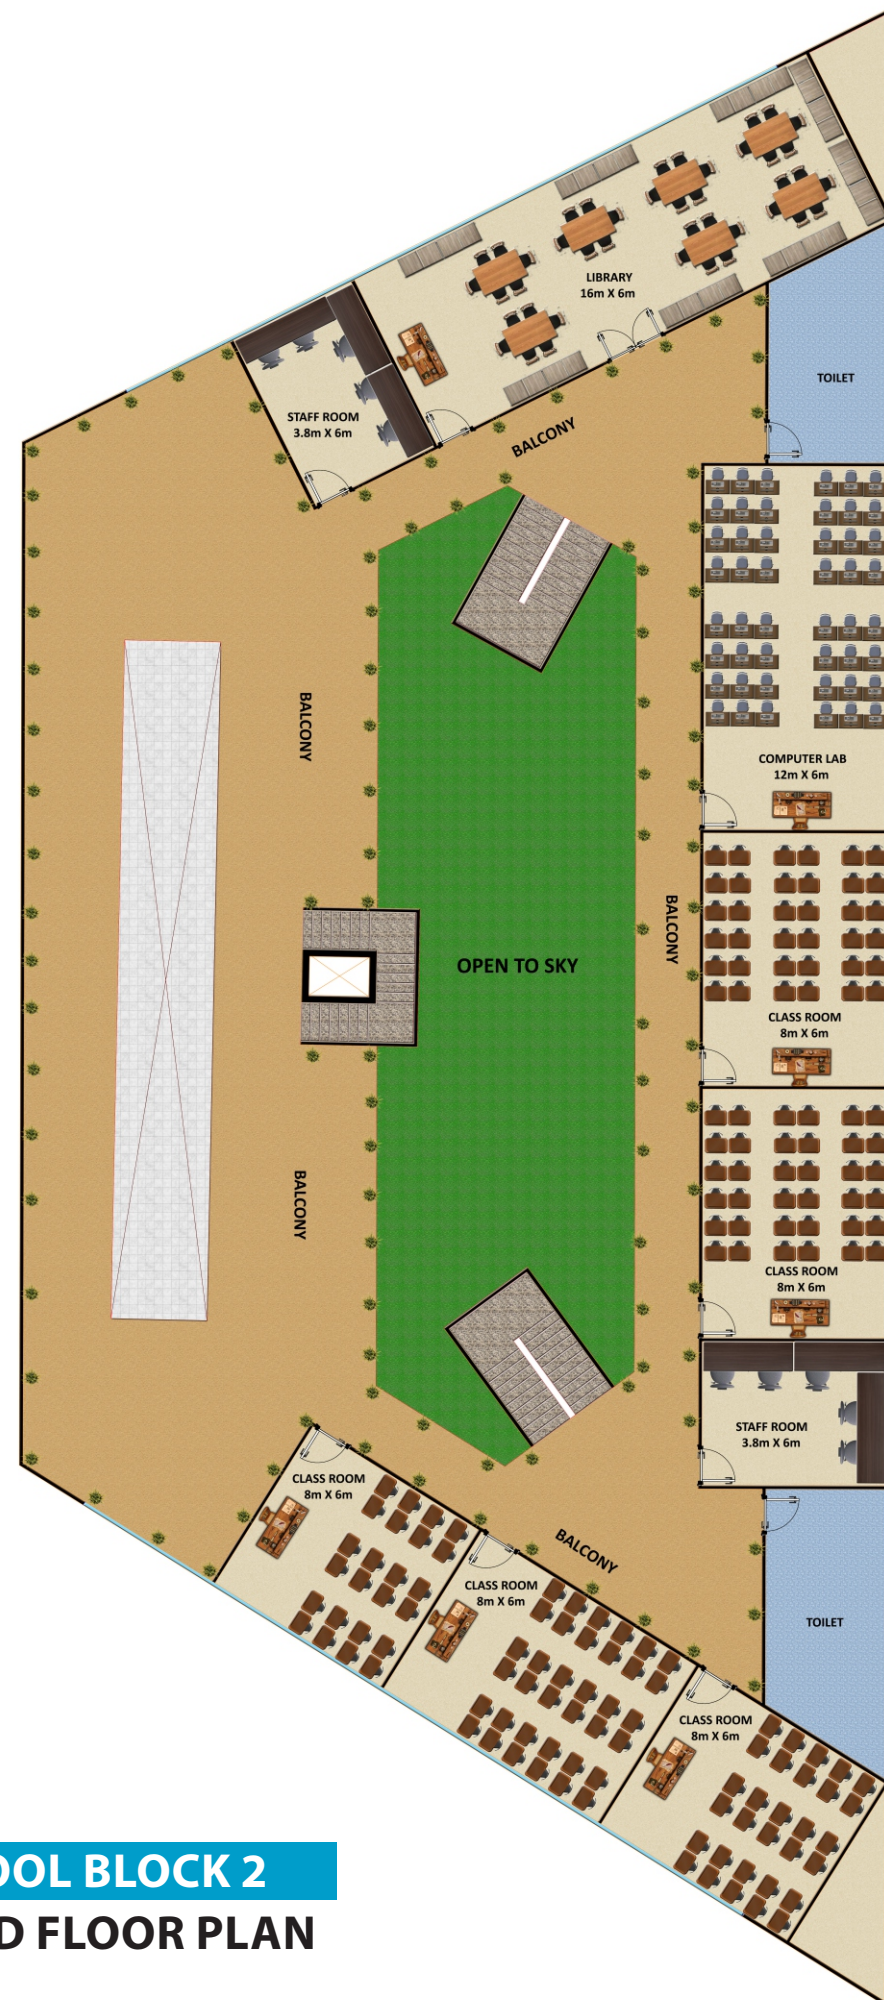 LIBRARY
16m X 6m
TOILET
STAFF ROOM
3.8m X 6m
BALCONY
BALCONY
COMPUTER LAB
12m X 6m
BALCONY
OPEN TO SKY
CLASS ROOM
8m X 6m
BALCONY
CLASS ROOM
8m X 6m
STAFF ROOM
3.8m X 6m
CLASS ROOM
8m X 6m
BALCONY
CLASS ROOM
8m X 6m
TOILET
CLASS ROOM
8m X 6m
OOL BLOCK 2
D FLOOR PLAN